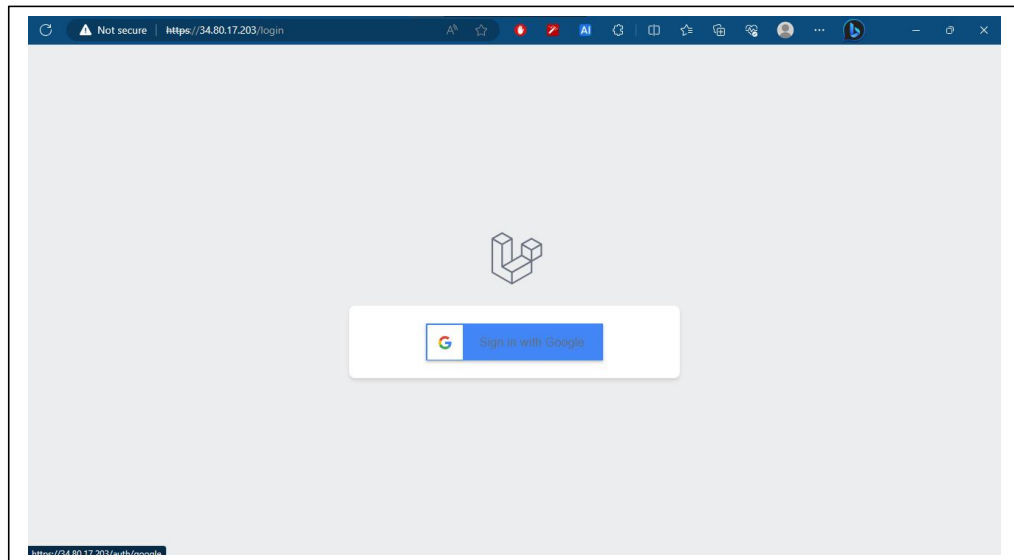 Not secure
https://34.80.17.203/login
AI
G Sign in with Google
https://34.80.17.203/auth/google